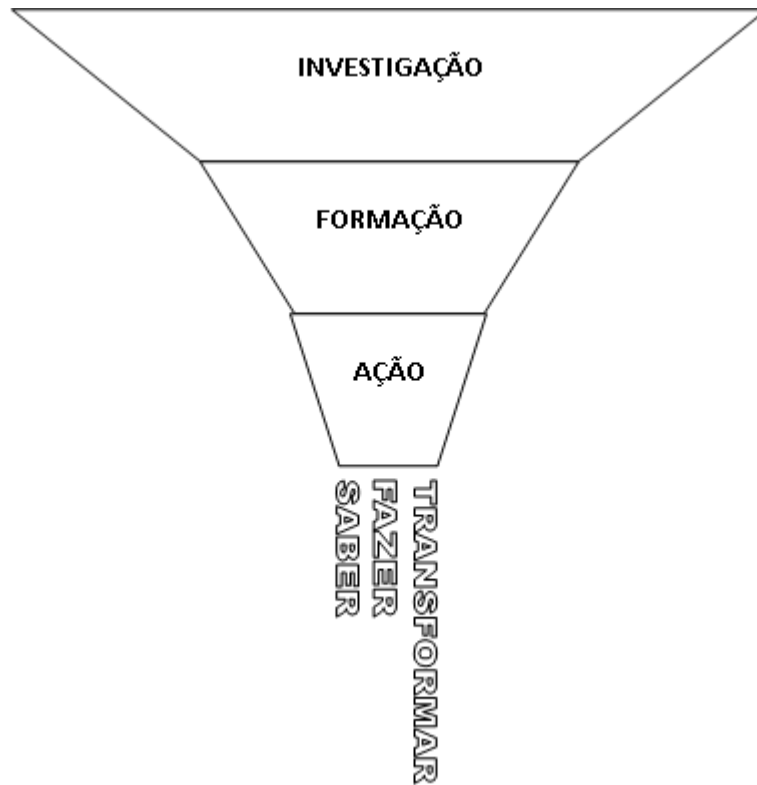 INVESTIGAÇÃO
FORMAÇÃO
AÇÃO
SABER
FAZER
TRANSFORMAR